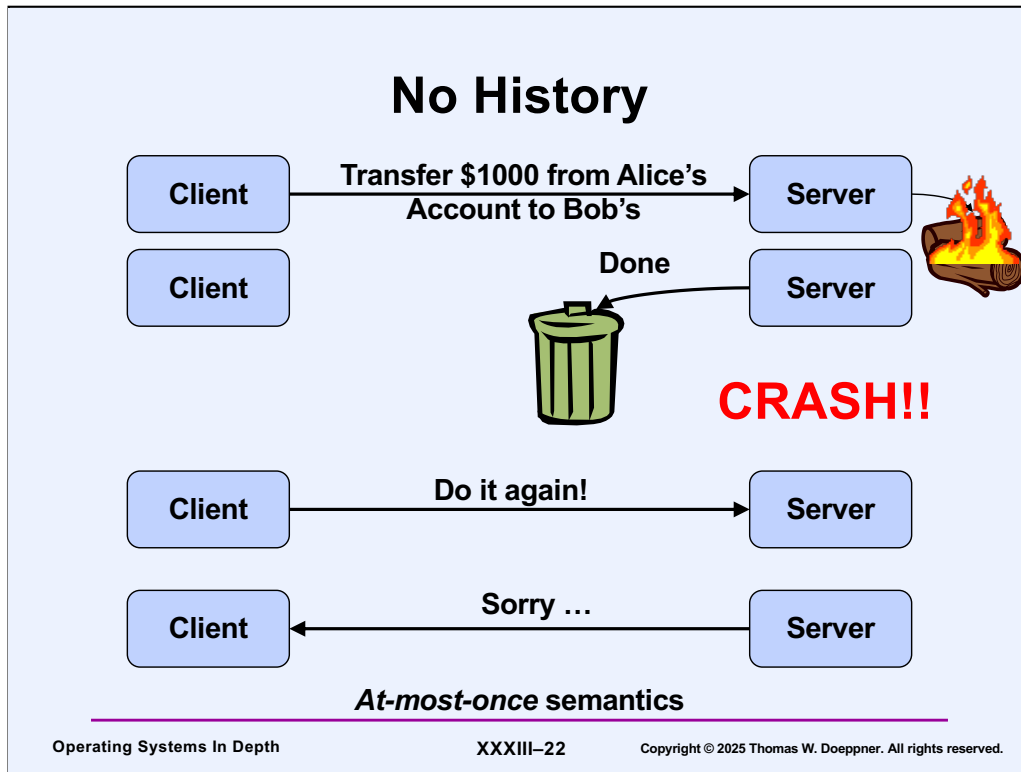 No History
Client
Transfer $1000 from Alice's
Account to Bob's
Server
Client
Done
Server
CRASH!!
Client
Do it again!
Server
Client
Sorry …
Server
At-most-once semantics
Operating Systems In Depth
XXXIII–22
Copyright © 2025 Thomas W. Doeppner. All rights reserved.